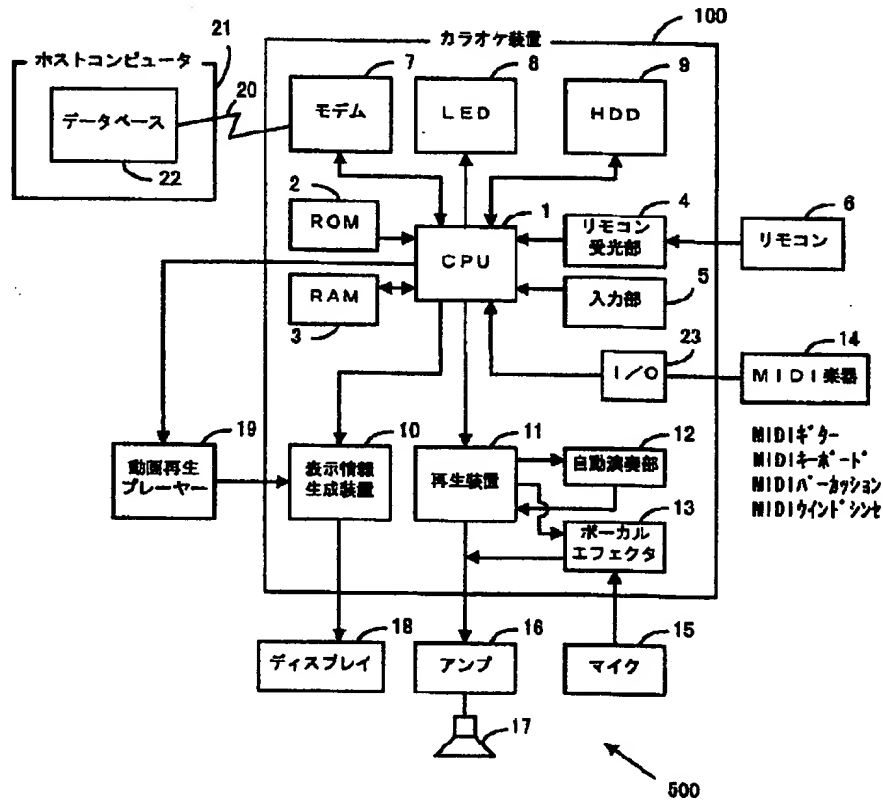 100
カラオケ装置
21
ホストコンピュータ
20
データベース
22
7
モデム
8
LED
9
HDD
2
ROM
1
CPU
4
リモコン
受光部
6
リモコン
RAM
3
入力部
5
23
I/O
14
MIDI楽器
MIDIギター
MIDIキーボード
MIDIパーカッション
MIDIウインドシンセ
19
動画再生
プレーヤー
10
表示情報
生成装置
11
再生装置
12
自動演奏部
13
ボーカル
エフェクタ
18
ディスプレイ
16
アンプ
15
マイク
17
500